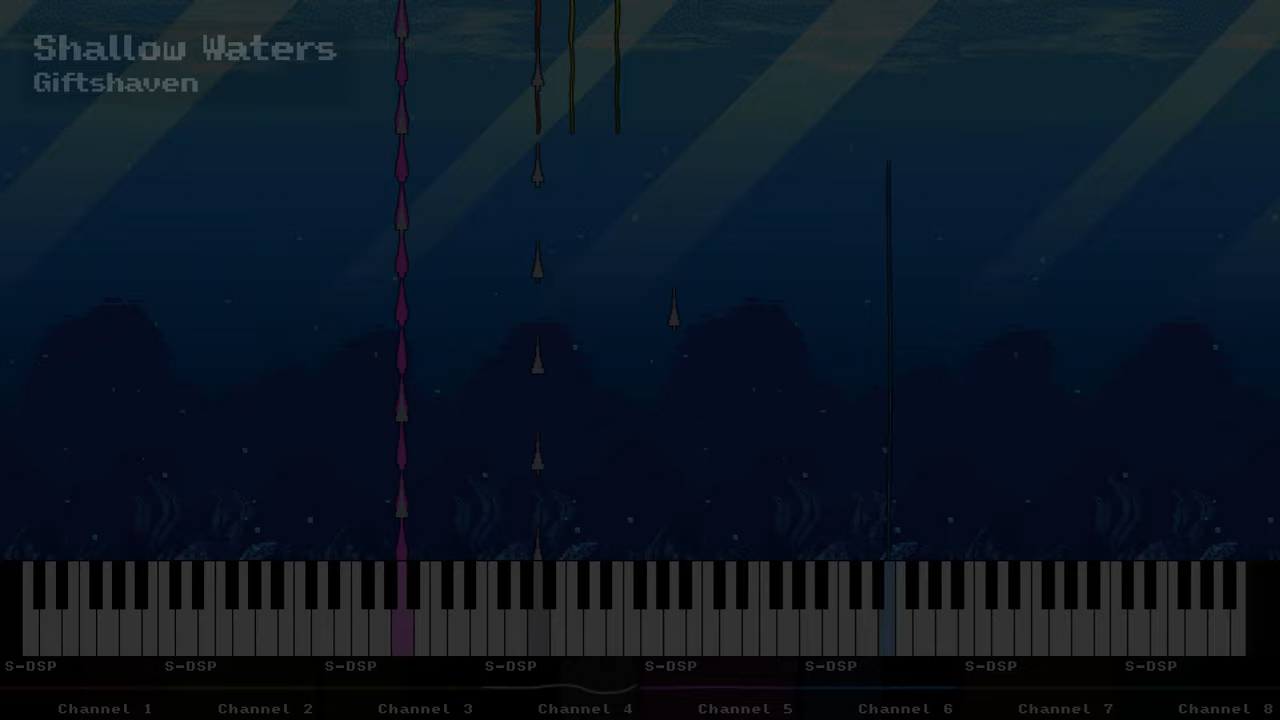 Shallow Waters
Giftshaven
S-DSP S-DSP S-DSP S-DSP S-DSP S-DSP S-DSP S-DSP
Channel 1 Channel 2 Channel 3 Channel 4 Channel 5 Channel 6 Channel 7 Channel 8